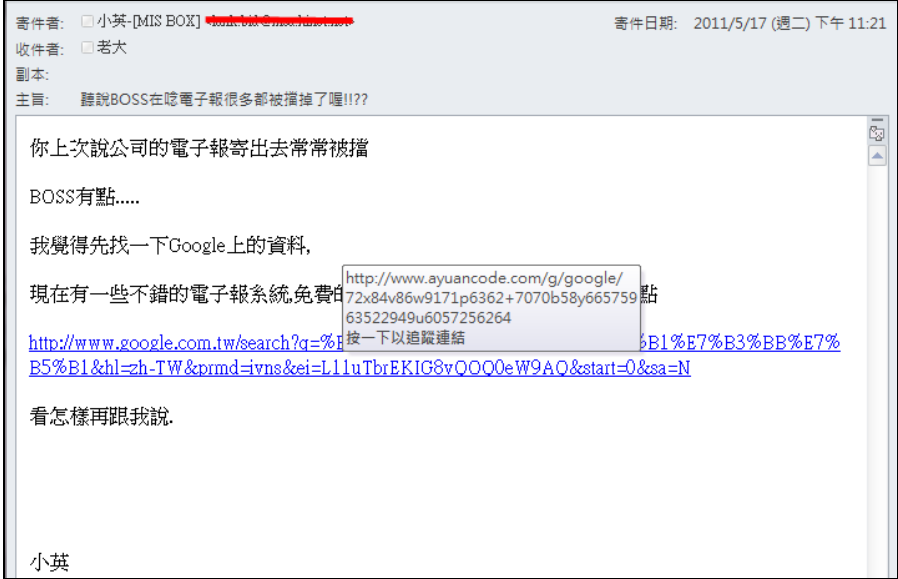 寄件者: 小英-[MIS BOX]
寄件日期: 2011/5/17 (週二) 下午 11:21
收件者: 老大
副本:
主旨: 聽說BOSS在唸電子報很多都被擋掉了喔!!??
你上次說公司的電子報寄出去常常被擋
BOSS有點.....
我覺得先找一下Google上的資料,
現在有一些不錯的電子報系統,免費的 點
http://www.ayuancode.com/g/google/
72x84v86w9171p6362+7070b58y665759
63522949u6057256264
按一下以追蹤連結
http://www.google.com.tw/search?q=%E %B1%E7%B3%BB%E7%
B5%B1&hl=zh-TW&prmd=ivns&ei=L11uTbrEKIG8vQOQ0eW9AQ&start=0&sa=N
看怎樣再跟我說.
小英